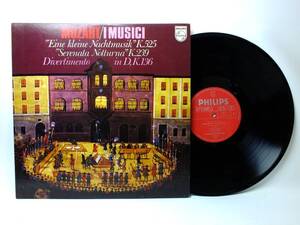 MOZART/I MUSICI
"Eine kleine Nachtmusik" K.525
"Serenata Notturna" K.239
Divertimento in D, K.136
PHILIPS